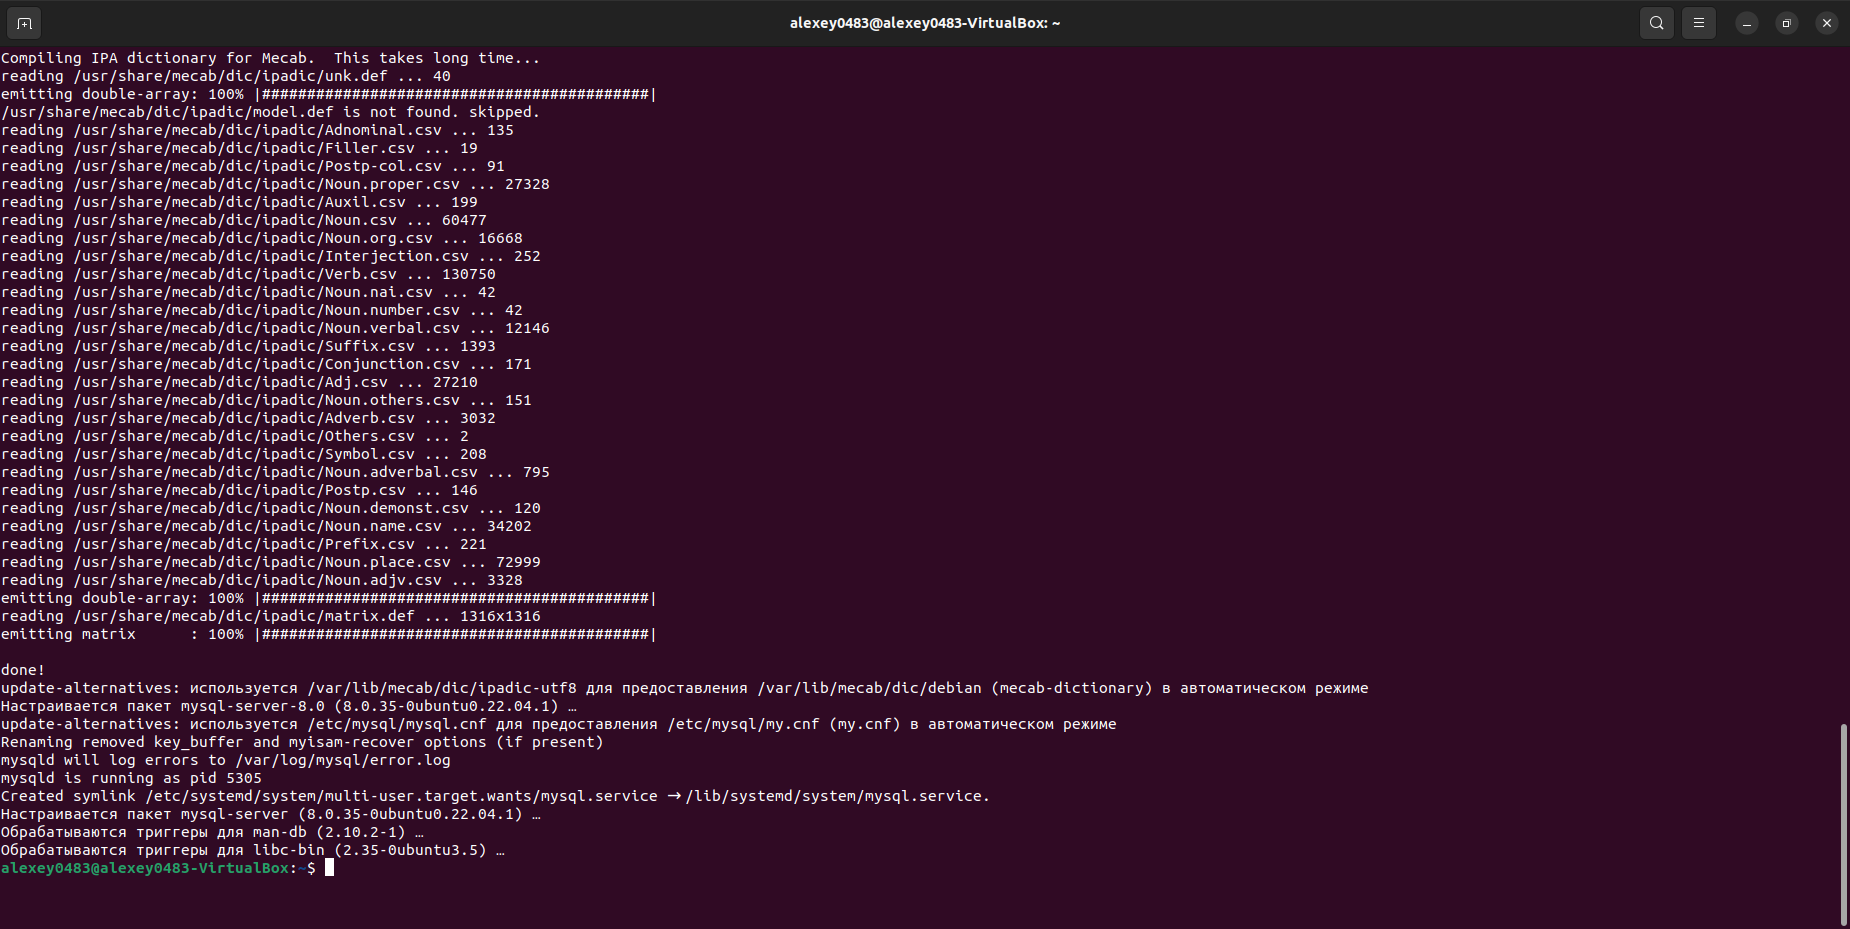 alexey0483@alexey0483-VirtualBox: ~
Compiling IPA dictionary for Mecab.  This takes long time...
reading /usr/share/mecab/dic/ipadic/unk.def ... 40
emitting double-array: 100% |###########################################|
/usr/share/mecab/dic/ipadic/model.def is not found. skipped.
reading /usr/share/mecab/dic/ipadic/Adnominal.csv ... 135
reading /usr/share/mecab/dic/ipadic/Filler.csv ... 19
reading /usr/share/mecab/dic/ipadic/Postp-col.csv ... 91
reading /usr/share/mecab/dic/ipadic/Noun.proper.csv ... 27328
reading /usr/share/mecab/dic/ipadic/Auxil.csv ... 199
reading /usr/share/mecab/dic/ipadic/Noun.csv ... 60477
reading /usr/share/mecab/dic/ipadic/Noun.org.csv ... 16668
reading /usr/share/mecab/dic/ipadic/Interjection.csv ... 252
reading /usr/share/mecab/dic/ipadic/Verb.csv ... 130750
reading /usr/share/mecab/dic/ipadic/Noun.nai.csv ... 42
reading /usr/share/mecab/dic/ipadic/Noun.number.csv ... 42
reading /usr/share/mecab/dic/ipadic/Noun.verbal.csv ... 12146
reading /usr/share/mecab/dic/ipadic/Suffix.csv ... 1393
reading /usr/share/mecab/dic/ipadic/Conjunction.csv ... 171
reading /usr/share/mecab/dic/ipadic/Adj.csv ... 27210
reading /usr/share/mecab/dic/ipadic/Noun.others.csv ... 151
reading /usr/share/mecab/dic/ipadic/Adverb.csv ... 3032
reading /usr/share/mecab/dic/ipadic/Others.csv ... 2
reading /usr/share/mecab/dic/ipadic/Symbol.csv ... 208
reading /usr/share/mecab/dic/ipadic/Noun.adverbal.csv ... 795
reading /usr/share/mecab/dic/ipadic/Postp.csv ... 146
reading /usr/share/mecab/dic/ipadic/Noun.demonst.csv ... 120
reading /usr/share/mecab/dic/ipadic/Noun.name.csv ... 34202
reading /usr/share/mecab/dic/ipadic/Prefix.csv ... 221
reading /usr/share/mecab/dic/ipadic/Noun.place.csv ... 72999
reading /usr/share/mecab/dic/ipadic/Noun.adjv.csv ... 3328
emitting double-array: 100% |###########################################|
reading /usr/share/mecab/dic/ipadic/matrix.def ... 1316x1316
emitting matrix      : 100% |###########################################|
done!
update-alternatives: используется /var/lib/mecab/dic/ipadic-utf8 для предоставления /var/lib/mecab/dic/debian (mecab-dictionary) в автоматическом режиме
Настраивается пакет mysql-server-8.0 (8.0.35-0ubuntu0.22.04.1) …
update-alternatives: используется /etc/mysql/mysql.cnf для предоставления /etc/mysql/my.cnf (my.cnf) в автоматическом режиме
Renaming removed key_buffer and myisam-recover options (if present)
mysqld will log errors to /var/log/mysql/error.log
mysqld is running as pid 5305
Created symlink /etc/systemd/system/multi-user.target.wants/mysql.service → /lib/systemd/system/mysql.service.
Настраивается пакет mysql-server (8.0.35-0ubuntu0.22.04.1) …
Обрабатываются триггеры для man-db (2.10.2-1) …
Обрабатываются триггеры для libc-bin (2.35-0ubuntu3.5) …
alexey0483@alexey0483-VirtualBox:~$